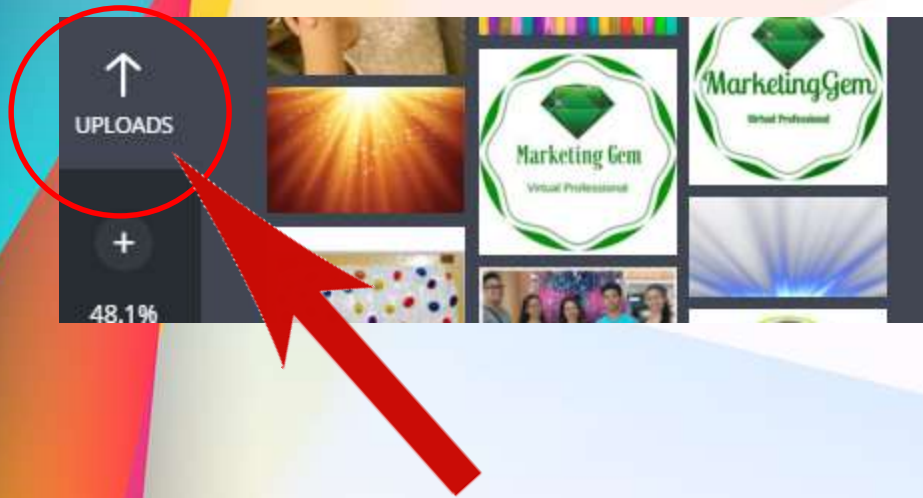 UPLOADS
+
48.1%
Marketing Gem
Virtual Professional
MarketingGem
Virtual Professional